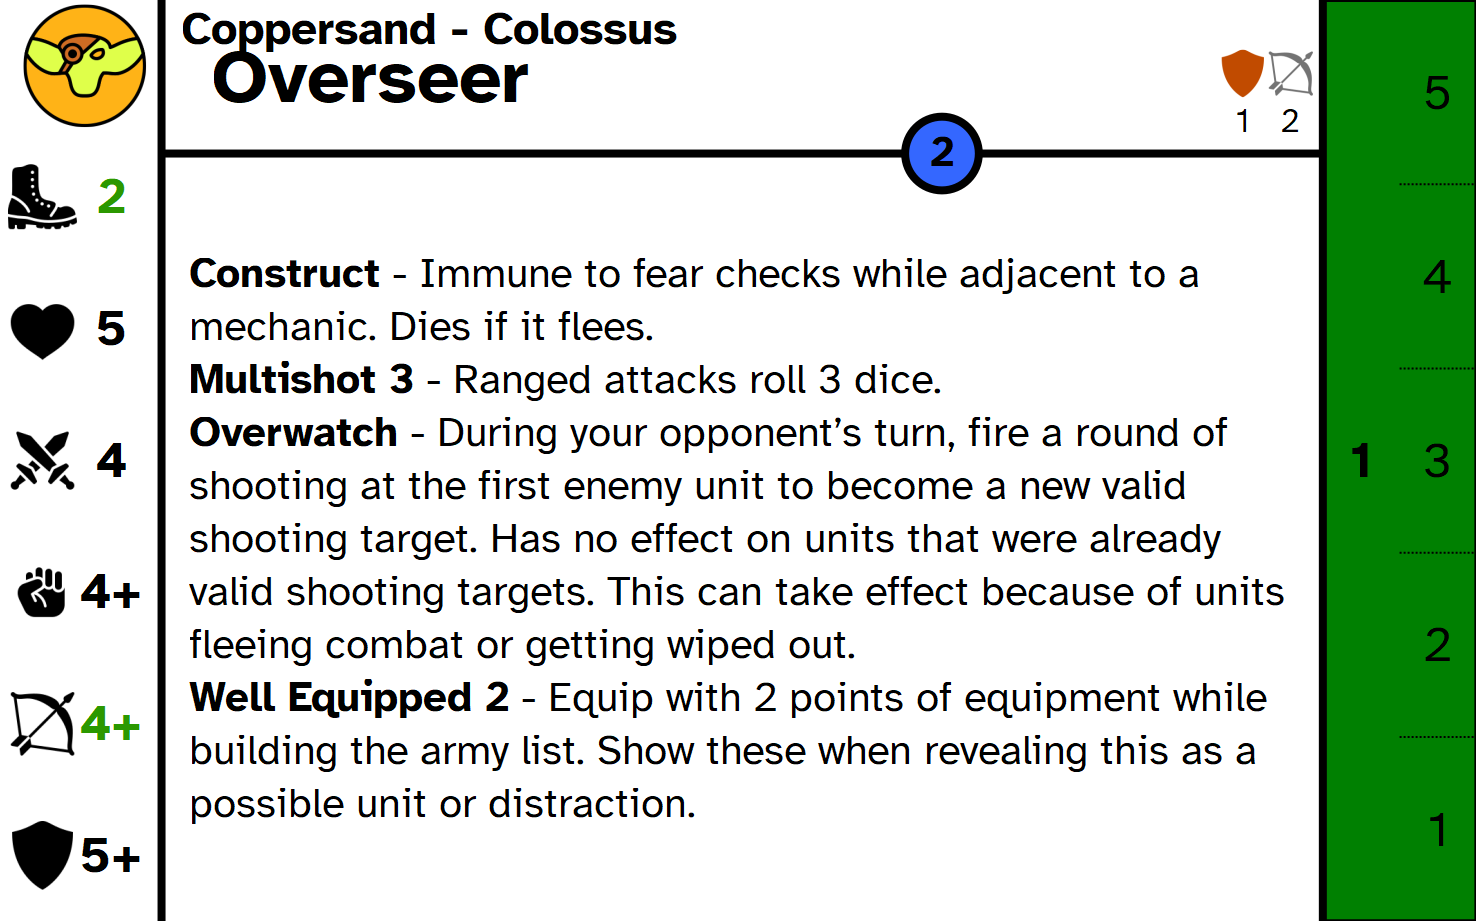 Coppersand - Colossus
Overseer
1 2
2
2
5
4
4+
4+
5+
Construct - Immune to fear checks while adjacent to a
mechanic. Dies if it flees.
Multishot 3 - Ranged attacks roll 3 dice.
Overwatch - During your opponent’s turn, fire a round of
shooting at the first enemy unit to become a new valid
shooting target. Has no effect on units that were already
valid shooting targets. This can take effect because of units
fleeing combat or getting wiped out.
Well Equipped 2 - Equip with 2 points of equipment while
building the army list. Show these when revealing this as a
possible unit or distraction.
5
4
1 3
2
1